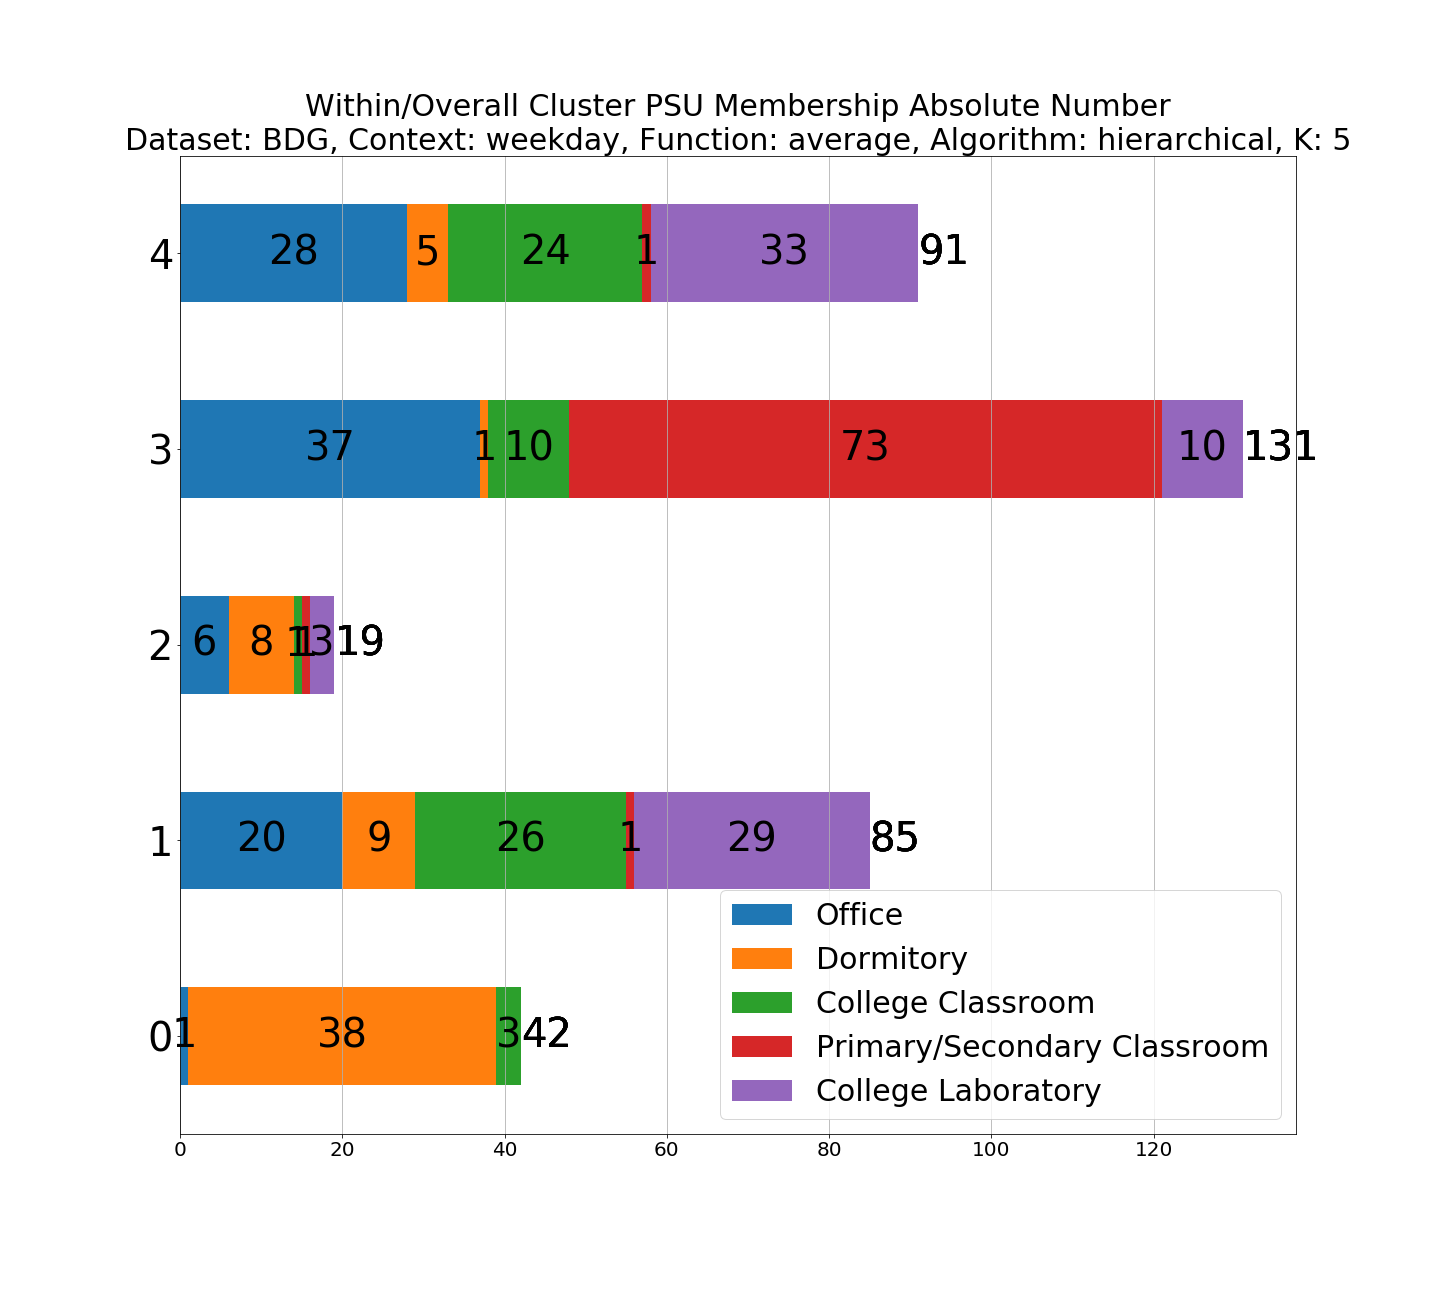 Within/Overall Cluster PSU Membership Absolute Number
Dataset: BDG, Context: weekday, Function: average, Algorithm: hierarchical, K: 5
4 28 5 24 1 33 91
3 37 1 10 73 10 131
2 6 8 1 1 3 19
1 20 9 26 1 29 85
0 1 38 3 42
Office
Dormitory
College Classroom
Primary/Secondary Classroom
College Laboratory
0 20 40 60 80 100 120